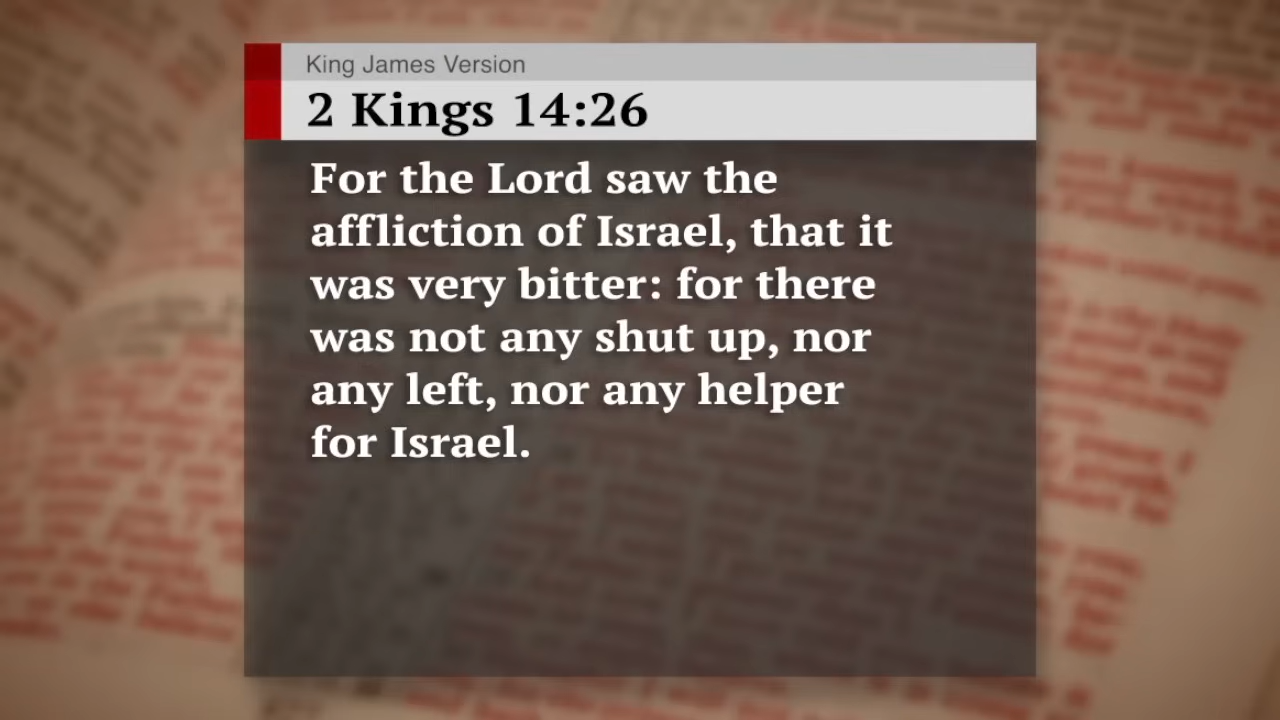 King James Version
2 Kings 14:26
For the Lord saw the
affliction of Israel, that it
was very bitter: for there
was not any shut up, nor
any left, nor any helper
for Israel.